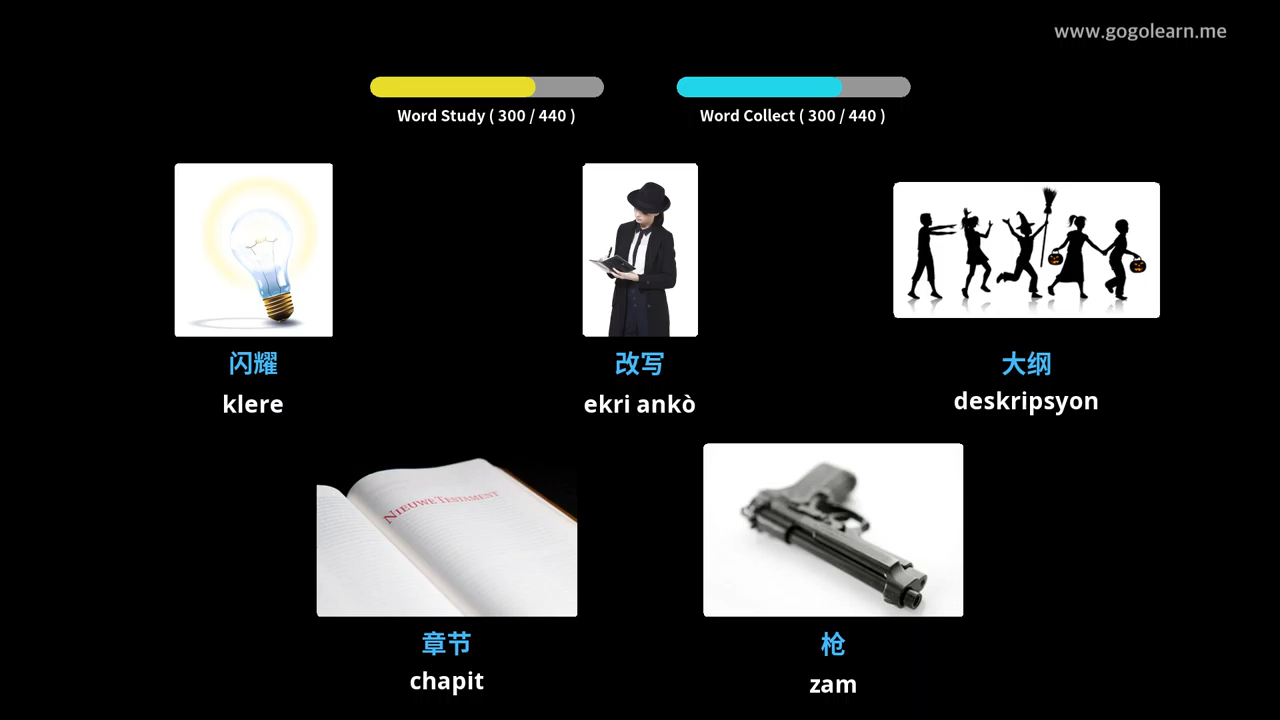 www.gogolearn.me
Word Study ( 300 / 440 )
Word Collect ( 300 / 440 )
闪耀
klere
改写
ekri ankò
大纲
deskripsyon
NIEUWE TESTAMENT
章节
chapit
枪
zam